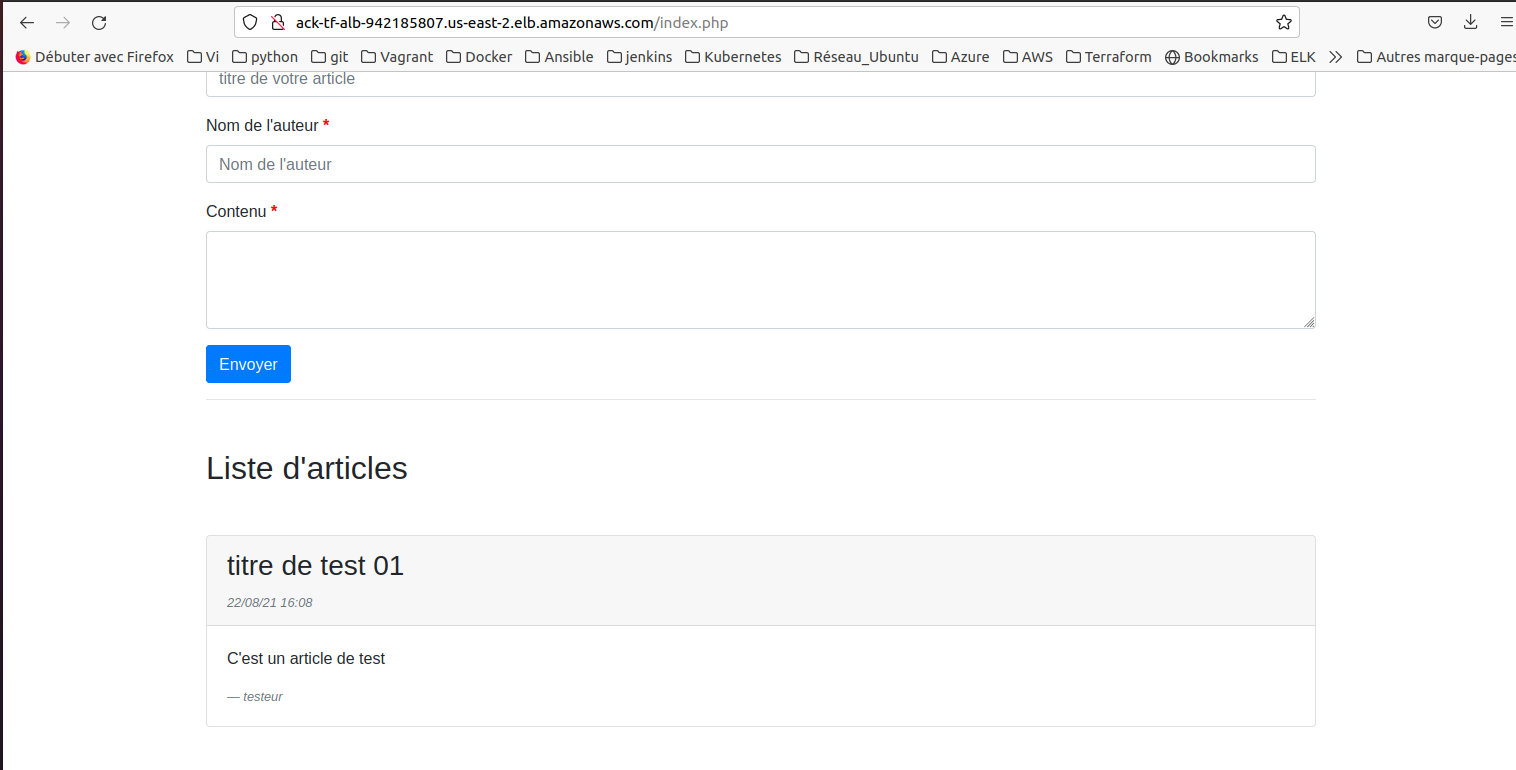 ack-tf-alb-942185807.us-east-2.elb.amazonaws.com/index.php
Débuter avec Firefox Vi python git Vagrant Docker Ansible jenkins Kubernetes Réseau_Ubuntu Azure AWS Terraform Bookmarks ELK Autres marque-pages
titre de votre article
Nom de l'auteur *
Nom de l'auteur
Contenu *
Envoyer
Liste d'articles
titre de test 01
22/08/21 16:08
C'est un article de test
— testeur